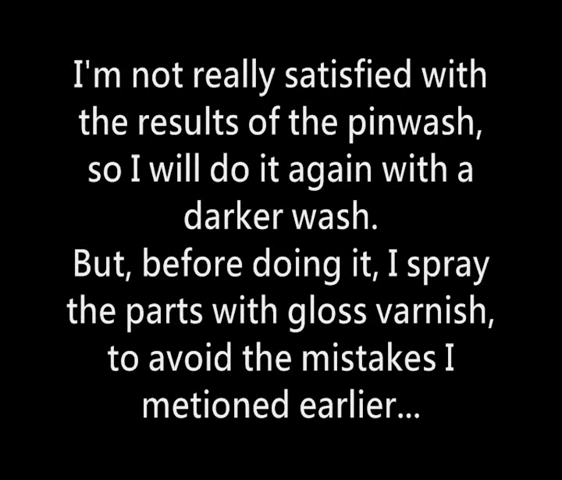 I'm not really satisfied with
the results of the pinwash,
so I will do it again with a
darker wash.
But, before doing it, I spray
the parts with gloss varnish,
to avoid the mistakes I
metioned earlier...